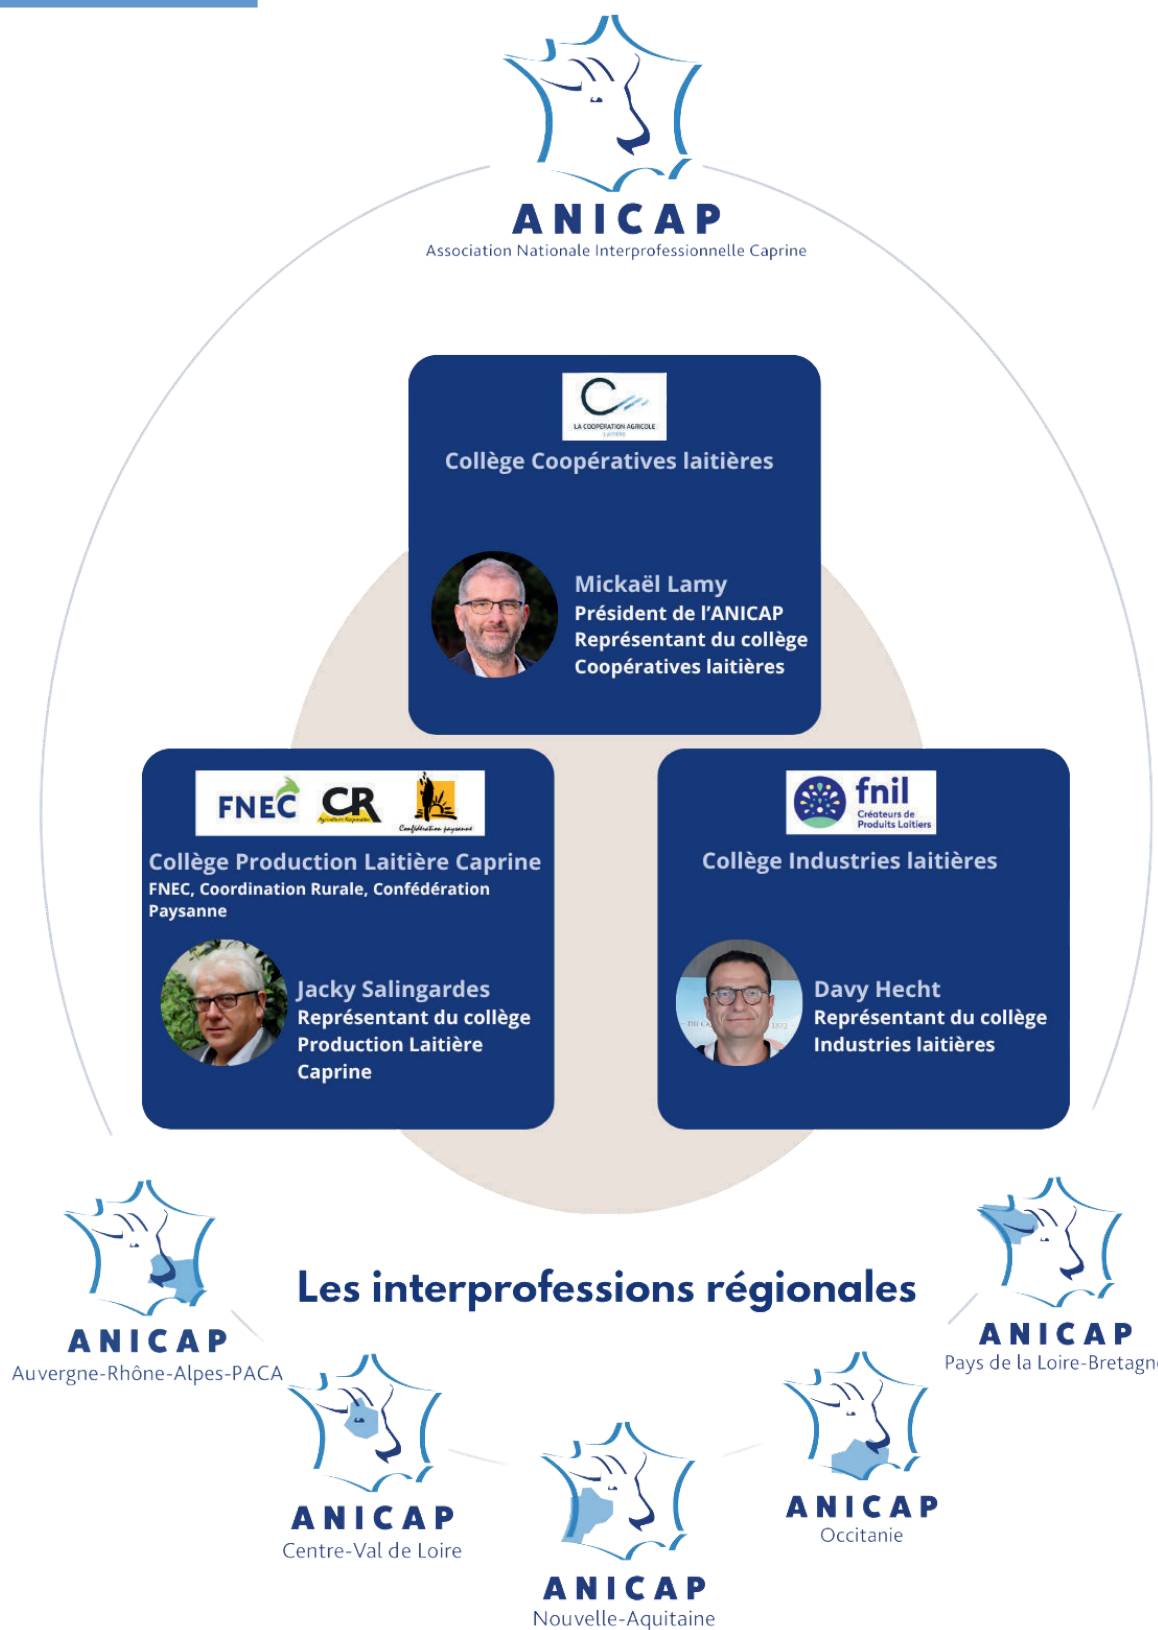 ANICAP
Association Nationale Interprofessionnelle Caprine
LA COOPÉRATION AGRICOLE
LAITIÈRE
Collège Coopératives laitières
Mickaël Lamy
Président de l'ANICAP
Représentant du collège
Coopératives laitières
FNEC
CR
Confédération paysanne
Collège Production Laitière Caprine
FNEC, Coordination Rurale, Confédération
Paysanne
Jacky Salingardes
Représentant du collège
Production Laitière
Caprine
fnil
Créateurs de
Produits Laitiers
Collège Industries laitières
Davy Hecht
Représentant du collège
Industries laitières
Les interprofessions régionales
ANICAP
Auvergne-Rhône-Alpes-PACA
ANICAP
Centre-Val de Loire
ANICAP
Nouvelle-Aquitaine
ANICAP
Occitanie
ANICAP
Pays de la Loire-Bretagn